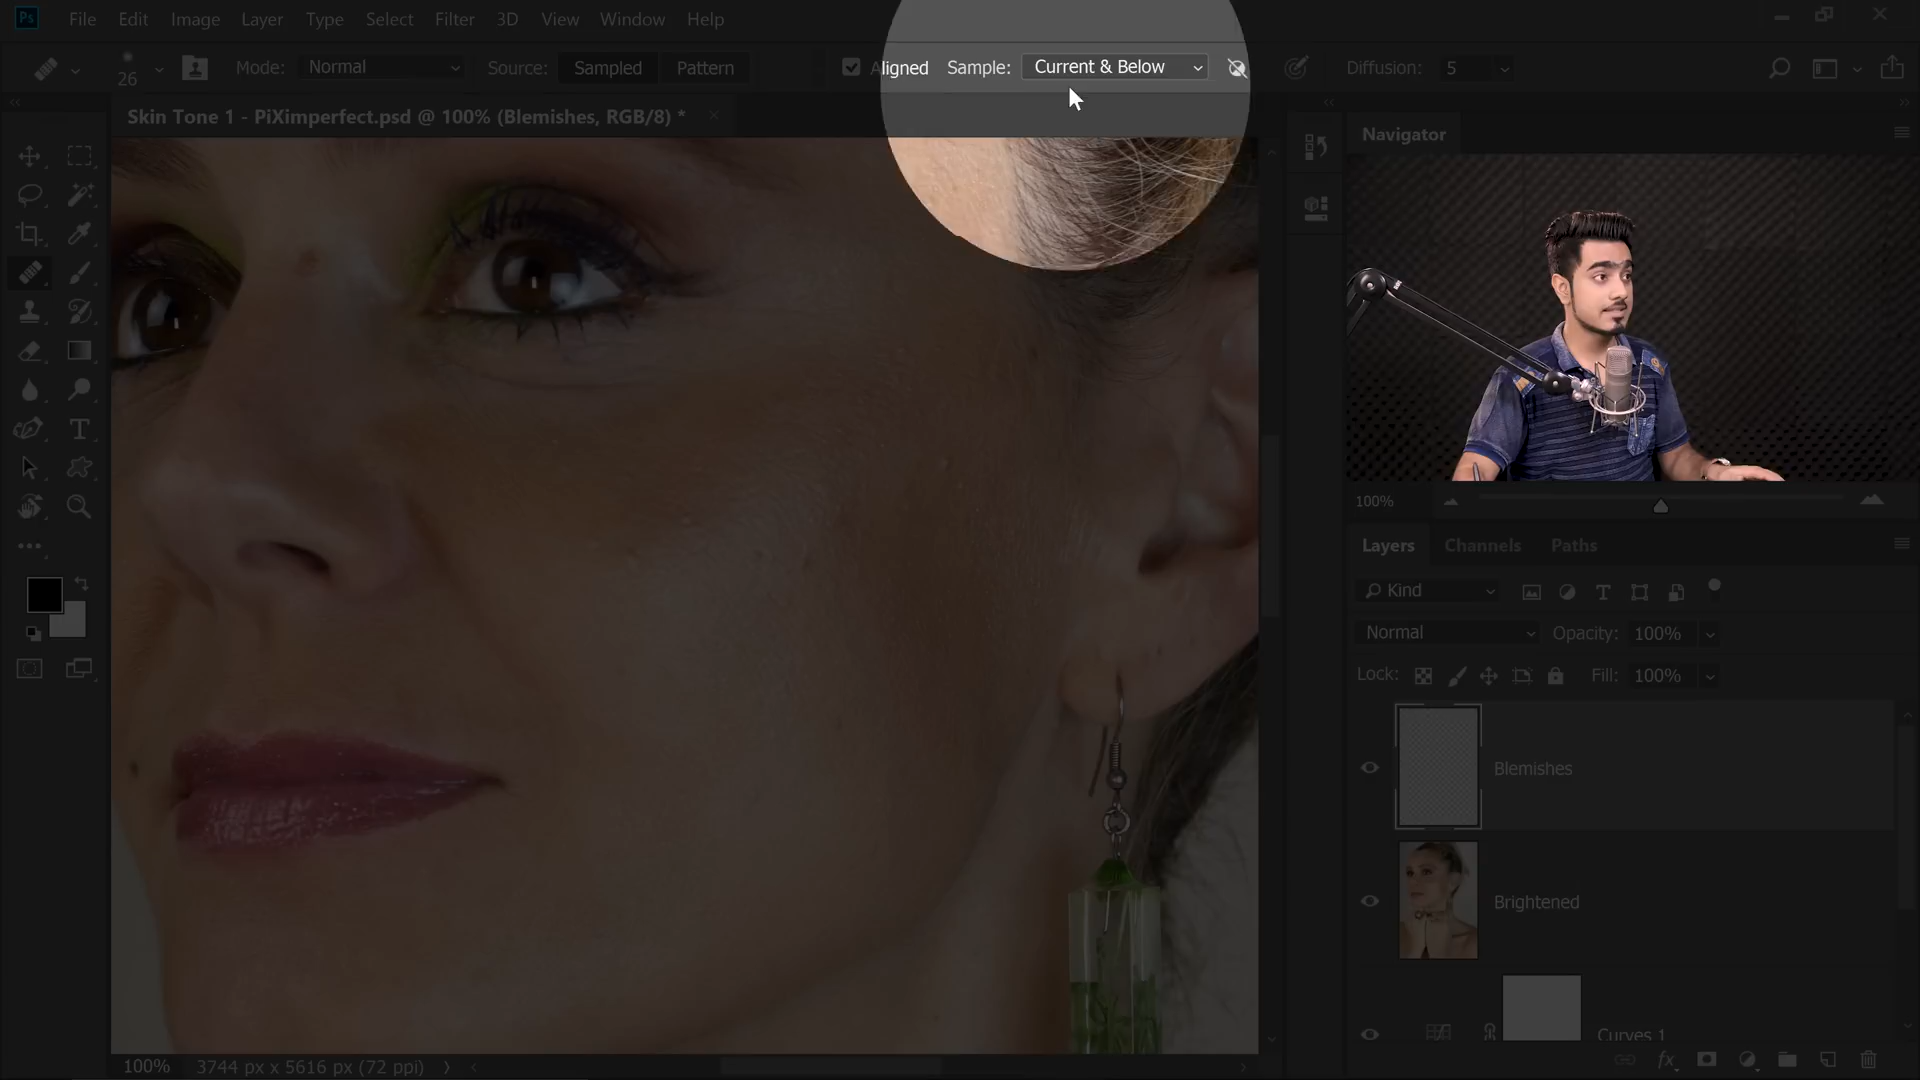 Ps File Edit Image Layer Type Select Filter 3D View Window Help
26 Mode: Normal Source: Sampled Pattern Aligned Sample: Current & Below Diffusion: 5
Skin Tone 1 - PiXimperfect.psd @ 100% (Blemishes, RGB/8) *
Navigator
100%
Layers Channels Paths
Kind
Normal Opacity: 100%
Lock: Fill: 100%
Blemishes
Brightened
Curves 1
100% 3744 px x 5616 px (72 ppi)